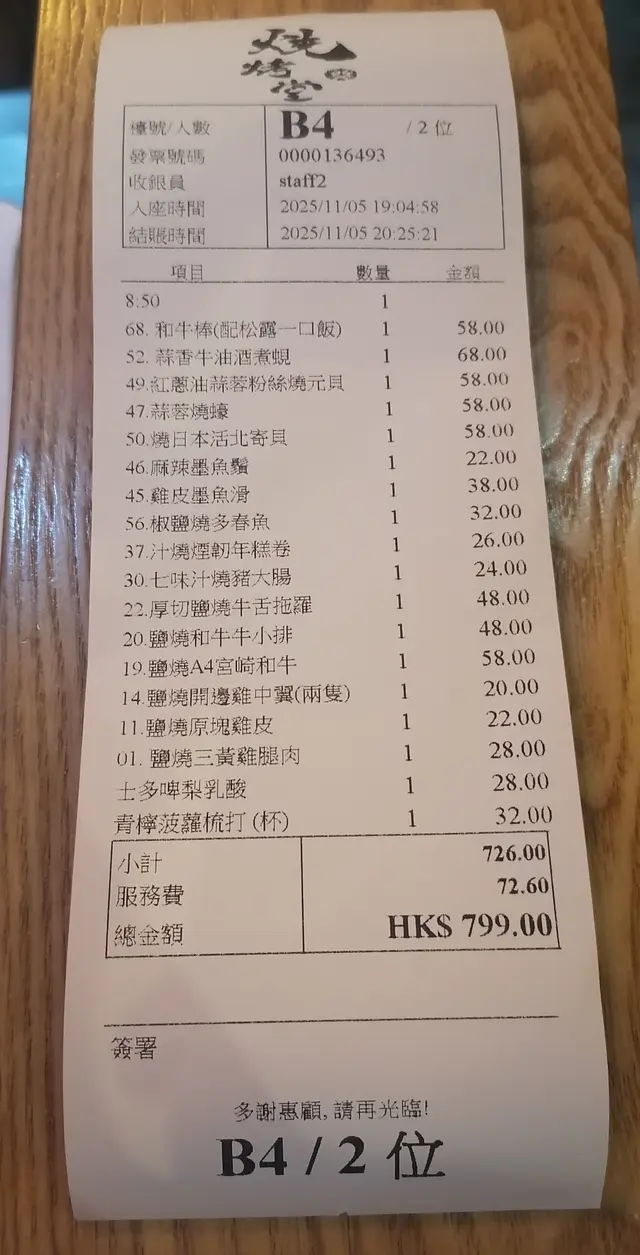 燒烤堂
檯號/人數 B4 / 2 位
發票號碼 0000136493
收銀員 staff2
入座時間 2025/11/05 19:04:58
結賬時間 2025/11/05 20:25:21
項目 數量 金額
8:50 1
68. 和牛棒(配松露一口飯) 1 58.00
52. 蒜香牛油酒煮蜆 1 68.00
49.紅蔥油蒜蓉粉絲燒元貝 1 58.00
47.蒜蓉燒蠔 1 58.00
50.燒日本活北寄貝 1 58.00
46.麻辣墨魚鬚 1 22.00
45.雞皮墨魚滑 1 38.00
56.椒鹽燒多春魚 1 32.00
37.汁燒煙韌年糕卷 1 26.00
30.七味汁燒豬大腸 1 24.00
22.厚切鹽燒牛舌拖羅 1 48.00
20.鹽燒和牛牛小排 1 48.00
19.鹽燒A4宮崎和牛 1 58.00
14.鹽燒開邊雞中翼(兩隻) 1 20.00
11.鹽燒原塊雞皮 1 22.00
01. 鹽燒三黃雞腿肉 1 28.00
士多啤梨乳酸 1 28.00
青檸菠蘿梳打 (杯) 1 32.00
小計 726.00
服務費 72.60
總金額 HK$ 799.00
簽署
多謝惠顧, 請再光臨!
B4 / 2 位